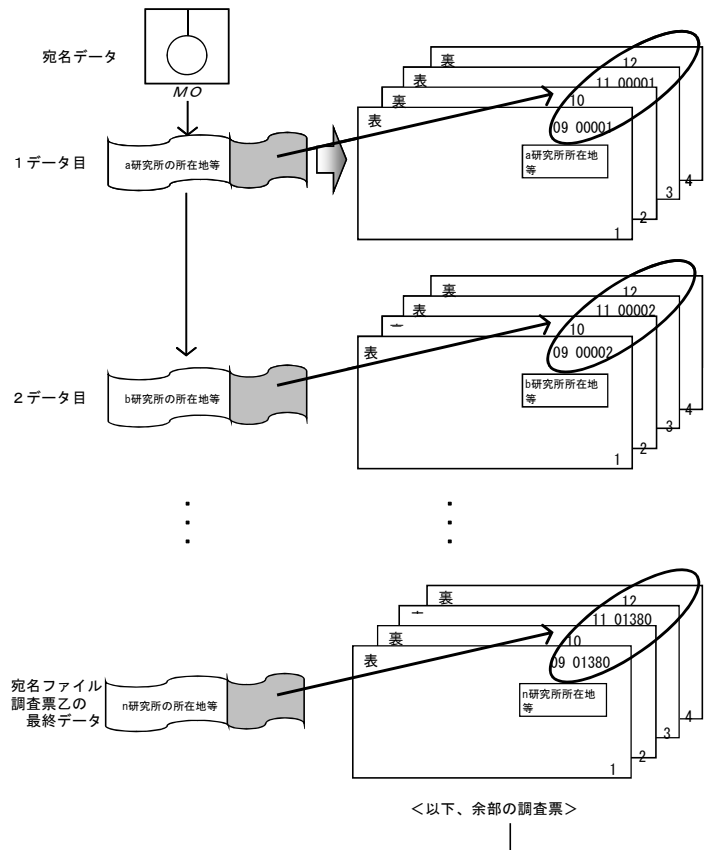 宛名データ
MO
1データ目
a研究所の所在地等
裏
12
表
11 00001
裏
10
表
09 00001
a研究所所在地
等
4
3
2
1
2データ目
b研究所の所在地等
裏
12
表
11 00002
10
表
09 00002
b研究所所在地
等
4
3
2
1
宛名ファイル
調査票乙の
最終データ
n研究所の所在地等
裏
12
11 01380
裏
10
表
09 01380
n研究所所在地
等
4
3
2
1
<以下、余部の調査票>